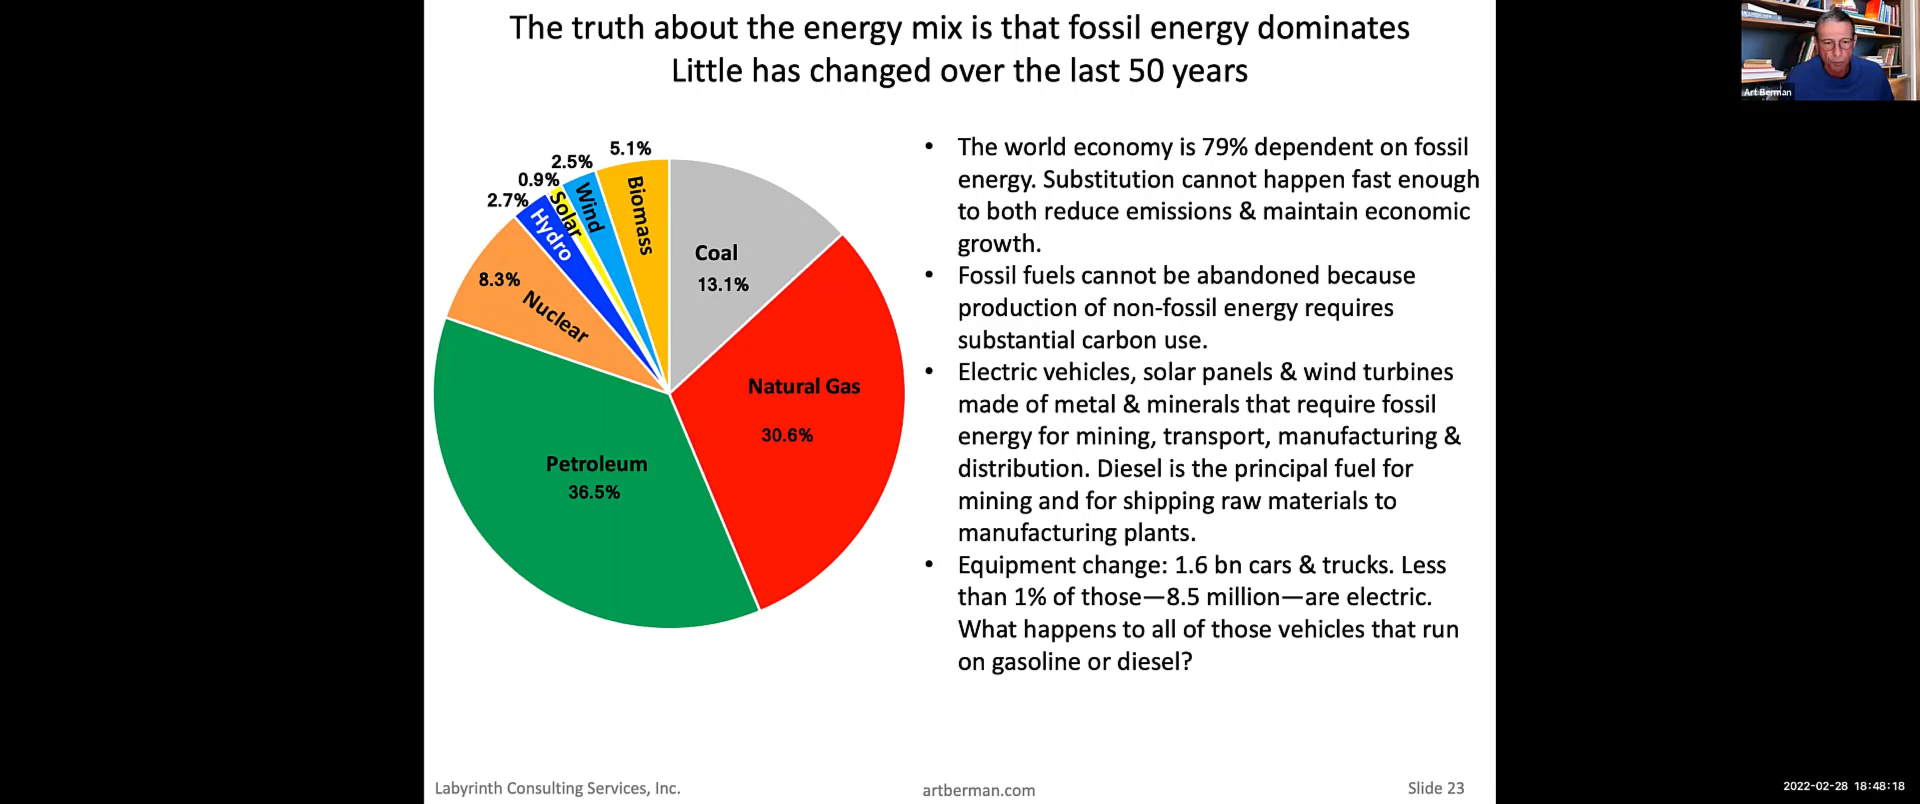 The truth about the energy mix is that fossil energy dominates
Little has changed over the last 50 years
Art Berman
5.1%
2.5%
0.9%
2.7%
8.3%
Biomass
Wind
Solar
Hydro
Nuclear
Coal
13.1%
Natural Gas
30.6%
Petroleum
36.5%
• The world economy is 79% dependent on fossil
energy. Substitution cannot happen fast enough
to both reduce emissions & maintain economic
growth.
• Fossil fuels cannot be abandoned because
production of non-fossil energy requires
substantial carbon use.
• Electric vehicles, solar panels & wind turbines
made of metal & minerals that require fossil
energy for mining, transport, manufacturing &
distribution. Diesel is the principal fuel for
mining and for shipping raw materials to
manufacturing plants.
• Equipment change: 1.6 bn cars & trucks. Less
than 1% of those—8.5 million—are electric.
What happens to all of those vehicles that run
on gasoline or diesel?
Labyrinth Consulting Services, Inc.
artberman.com
Slide 23
2022-02-28 18:48:18